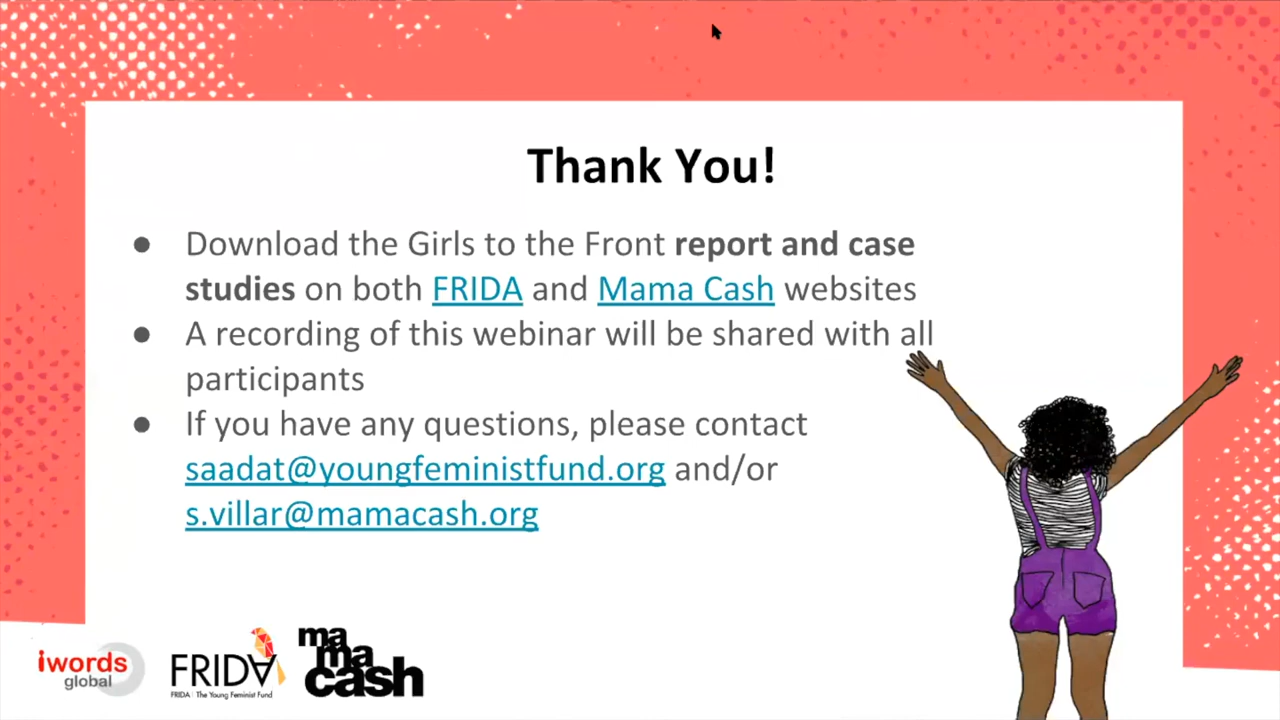 Thank You!
● Download the Girls to the Front report and case
studies on both FRIDA and Mama Cash websites
● A recording of this webinar will be shared with all
participants
● If you have any questions, please contact
saadat@youngfeministfund.org and/or
s.villar@mamacash.org
iwords
global
FRIDA
FRIDA | The Young Feminist Fund
ma
ma
cash